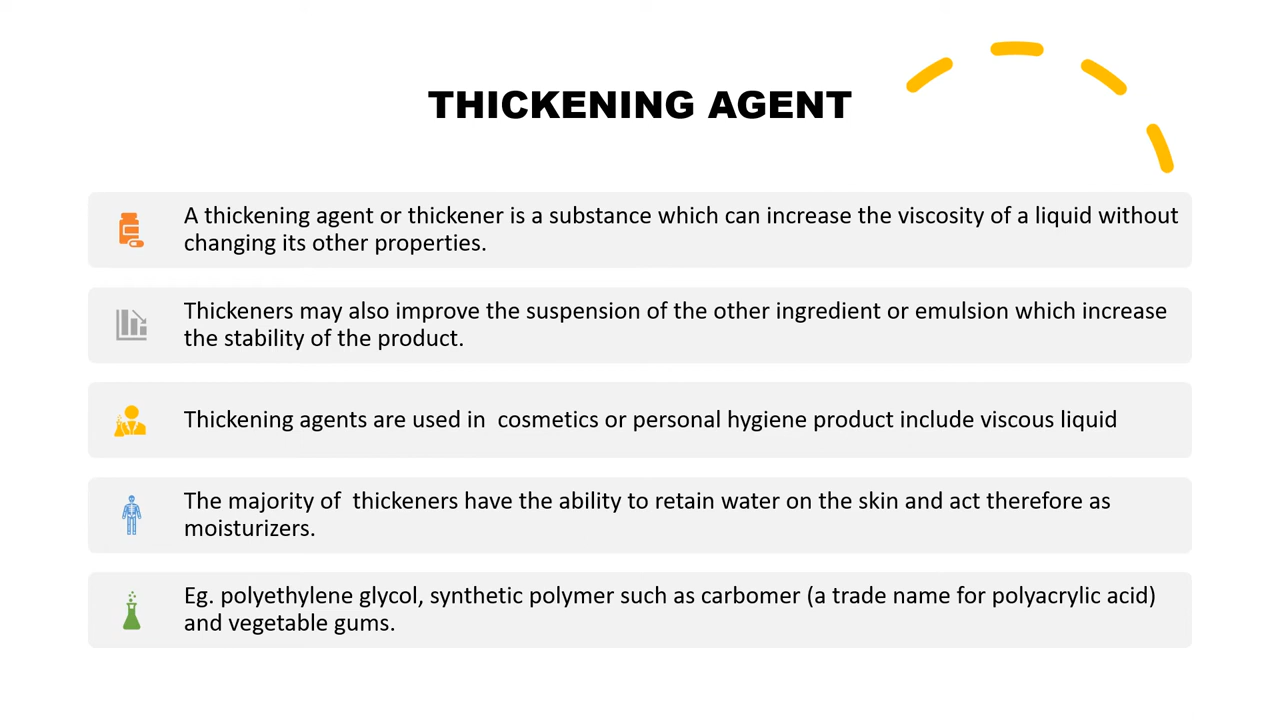 THICKENING AGENT
A thickening agent or thickener is a substance which can increase the viscosity of a liquid without
changing its other properties.
Thickeners may also improve the suspension of the other ingredient or emulsion which increase
the stability of the product.
Thickening agents are used in  cosmetics or personal hygiene product include viscous liquid
The majority of  thickeners have the ability to retain water on the skin and act therefore as
moisturizers.
Eg. polyethylene glycol, synthetic polymer such as carbomer (a trade name for polyacrylic acid)
and vegetable gums.